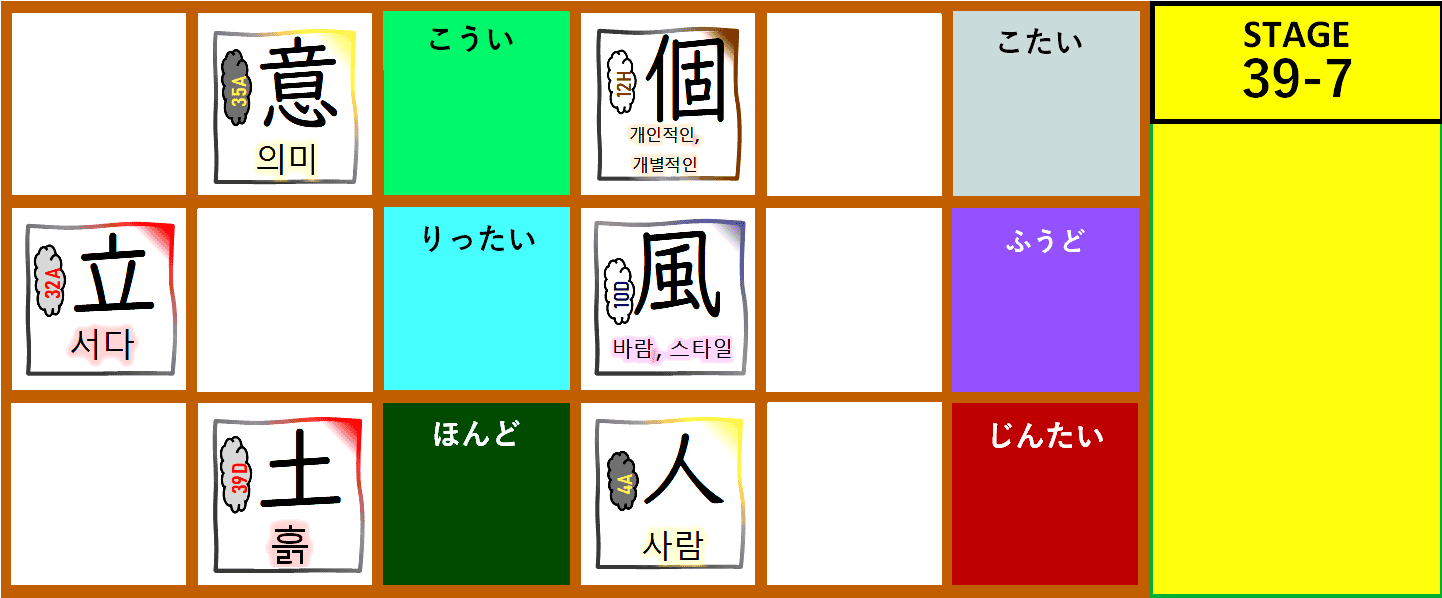 35A
意
의미
こうい
12H
個
개인적인,
개별적인
こたい
STAGE
39-7
32A
立
서다
りったい
10D
風
바람, 스타일
ふうど
39D
土
흙
ほんど
4A
人
사람
じんたい